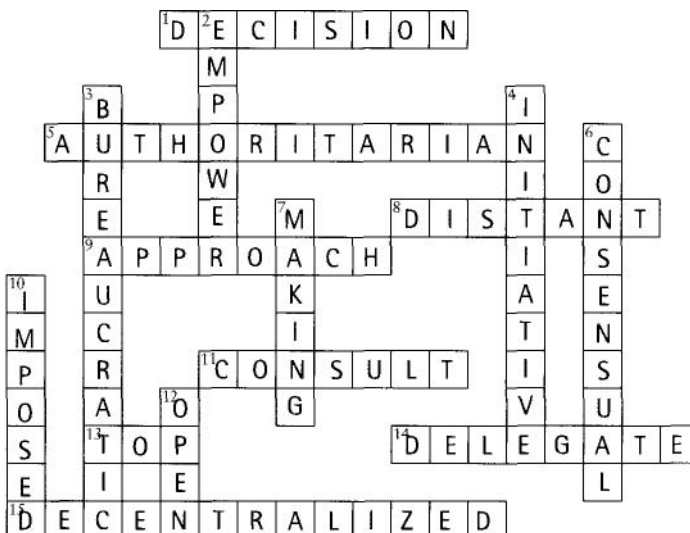 1D 2E C I S I O N
M
3B P 4I
5A U T H O R I T A R I A N 6C
R W I O
E E 7M 8D I S T A N T
9A P P R O A C H I S
10I U K A E
M C I T N
P R 11C O N S U L T I S
O A 12O G V U
S 13T O P 14D E L E G A T E
E I E L
15D E C E N T R A L I Z E D